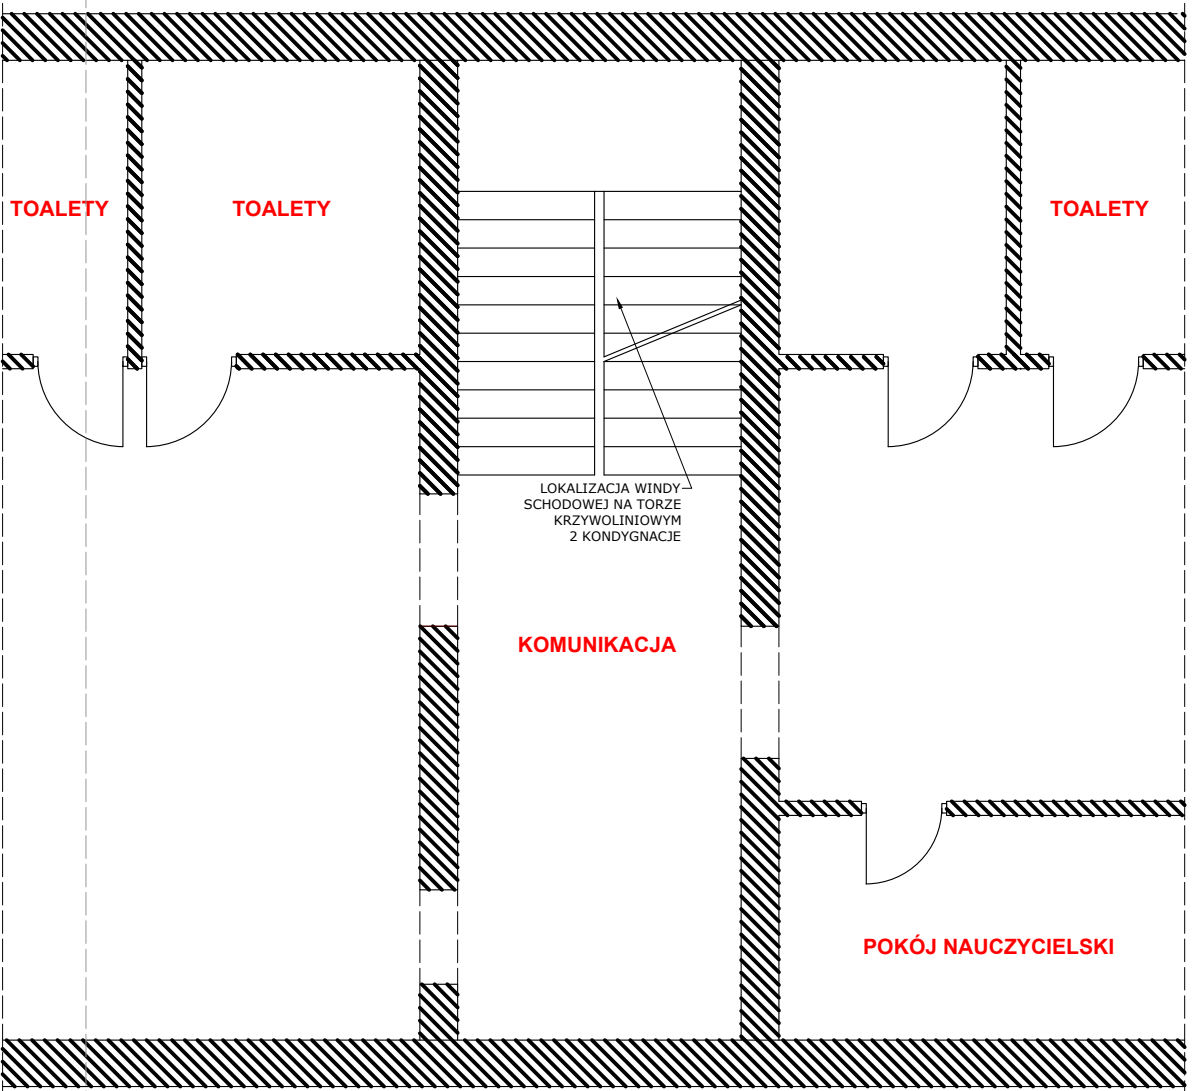 TOALETY
TOALETY
TOALETY
LOKALIZACJA WINDY
SCHODOWEJ NA TORZE
KRZYWOLINIOWYM
2 KONDYGNACJE
KOMUNIKACJA
POKÓJ NAUCZYCIELSKI